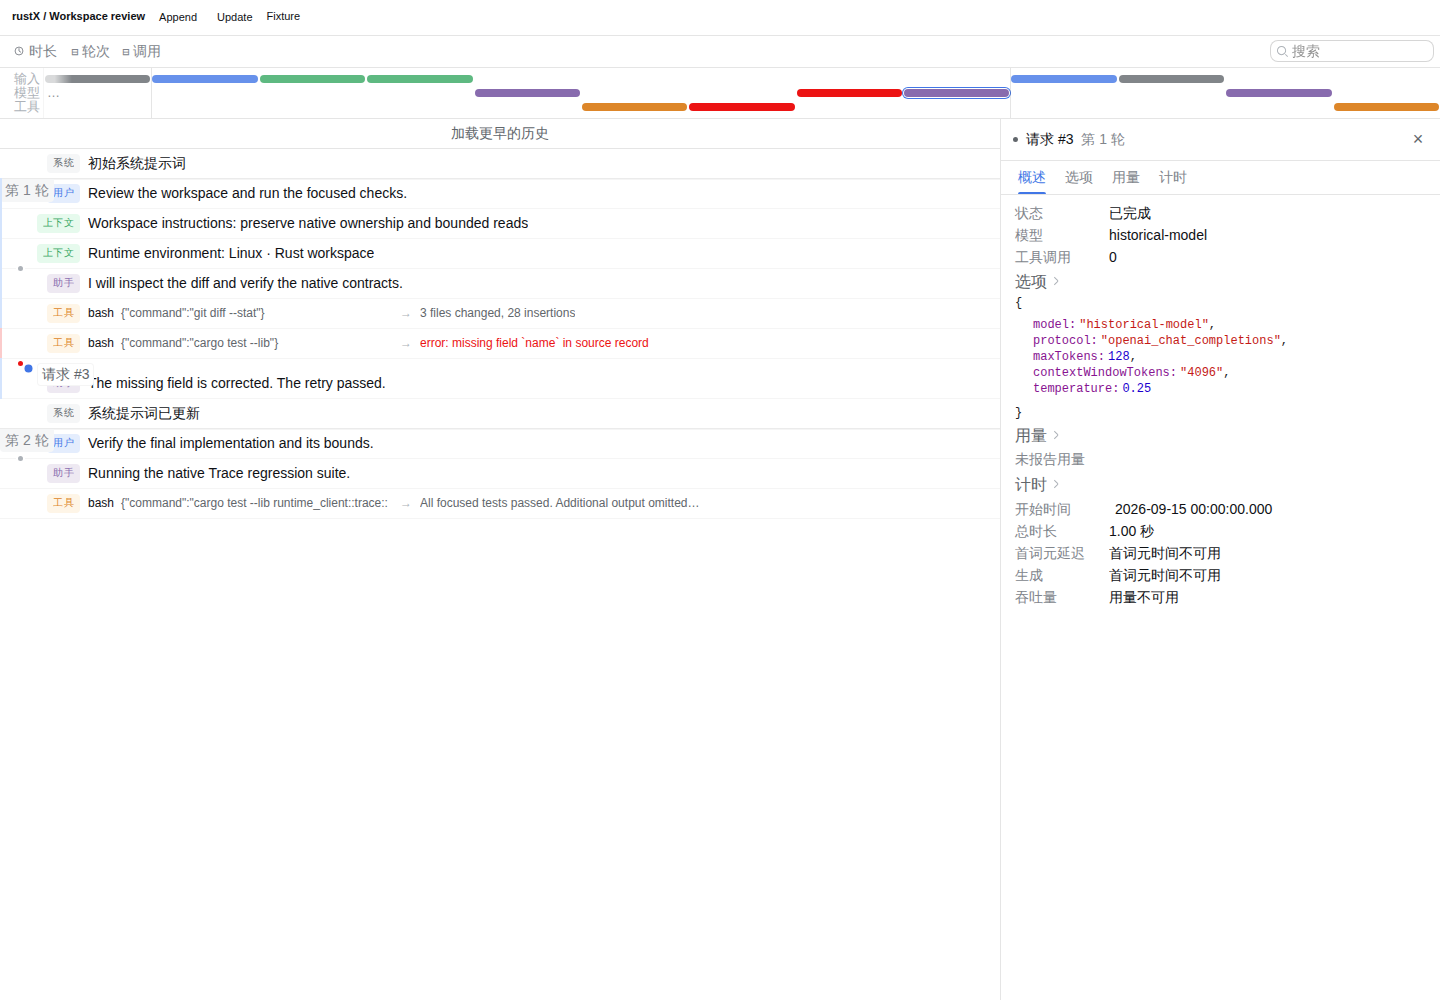 rustX / Workspace review Append Update Fixture
时长 轮次 调用 搜索
输入
模型 …
工具
加载更早的历史
系统 初始系统提示词
第 1 轮 用户 Review the workspace and run the focused checks.
上下文 Workspace instructions: preserve native ownership and bounded reads
上下文 Runtime environment: Linux · Rust workspace
助手 I will inspect the diff and verify the native contracts.
工具 bash {"command":"git diff --stat"} → 3 files changed, 28 insertions
工具 bash {"command":"cargo test --lib"} → error: missing field `name` in source record
请求 #3
The missing field is corrected. The retry passed.
系统 系统提示词已更新
第 2 轮 用户 Verify the final implementation and its bounds.
助手 Running the native Trace regression suite.
工具 bash {"command":"cargo test --lib runtime_client::trace:: → All focused tests passed. Additional output omitted…
请求 #3 第 1 轮 ×
概述 选项 用量 计时
状态 已完成
模型 historical-model
工具调用 0
选项
{
model: "historical-model",
protocol: "openai_chat_completions",
maxTokens: 128,
contextWindowTokens: "4096",
temperature: 0.25
}
用量
未报告用量
计时
开始时间 2026-09-15 00:00:00.000
总时长 1.00 秒
首词元延迟 首词元时间不可用
生成 首词元时间不可用
吞吐量 用量不可用